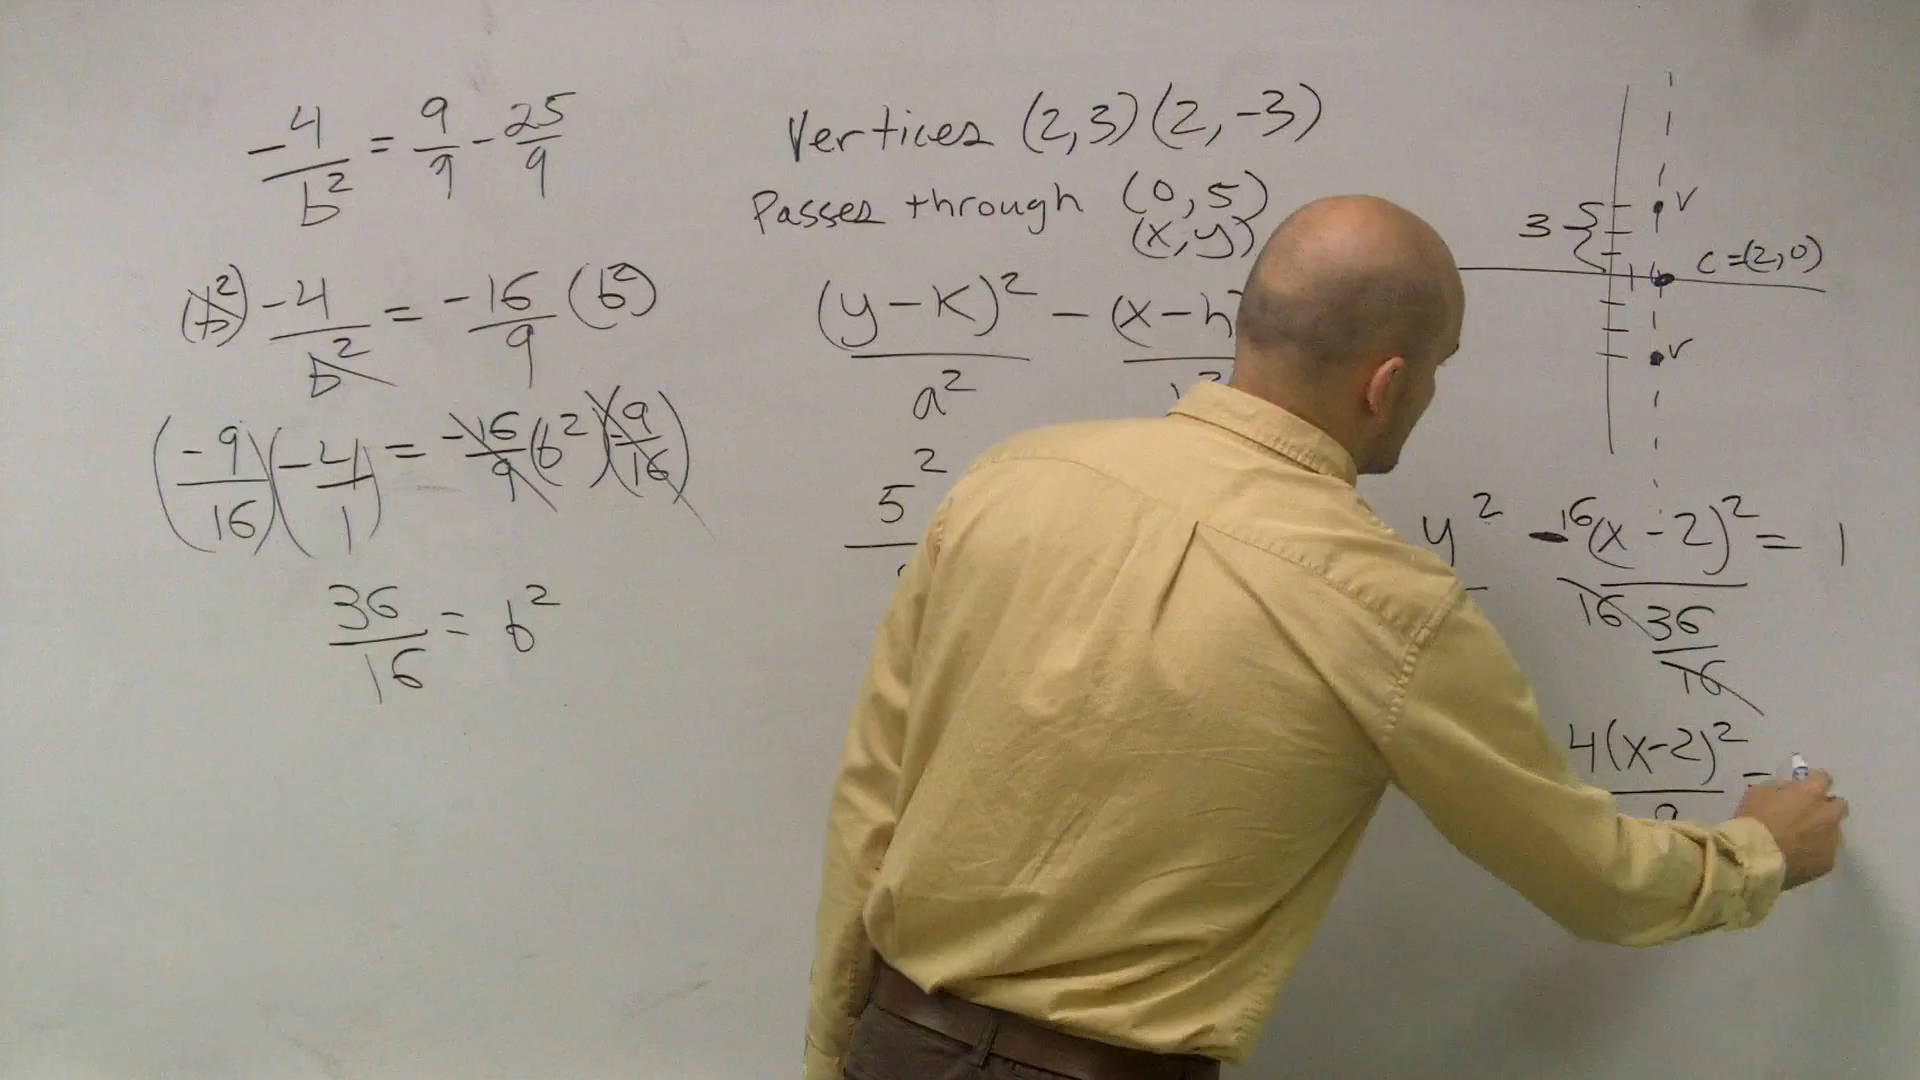 -4/b² = 9/9 - 25/9
(b²) -4/b² = -16/9 (b²)
(-9/16)(-4/1) = -16/9 (b²)(-9/16)
36/16 = b²
Vertices (2,3) (2,-3)
Passes through (0,5)
(x,y)
(y-k)²/a² - (x-h
5²
3
v
c=(2,0)
v
y² - 16(x-2)² = 1
16 36/16
4(x-2)²/9 =